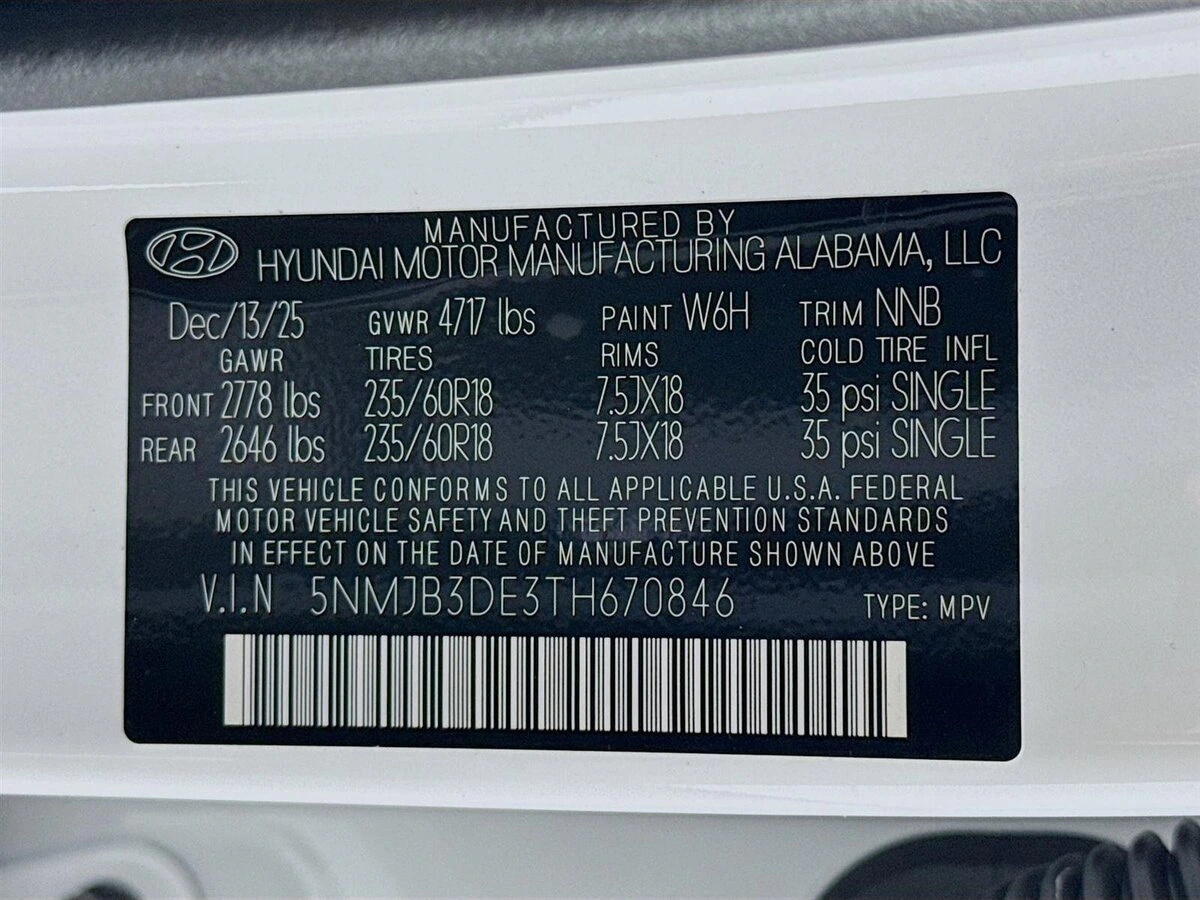 MANUFACTURED BY
HYUNDAI MOTOR MANUFACTURING ALABAMA, LLC
Dec/13/25 GVWR 4717 lbs PAINT W6H TRIM NNB
GAWR TIRES RIMS COLD TIRE INFL
FRONT 2778 lbs 235/60R18 7.5JX18 35 psi SINGLE
REAR 2646 lbs 235/60R18 7.5JX18 35 psi SINGLE
THIS VEHICLE CONFORMS TO ALL APPLICABLE U.S.A. FEDERAL
MOTOR VEHICLE SAFETY AND THEFT PREVENTION STANDARDS
IN EFFECT ON THE DATE OF MANUFACTURE SHOWN ABOVE
V.I.N 5NMJB3DE3TH670846 TYPE: MPV